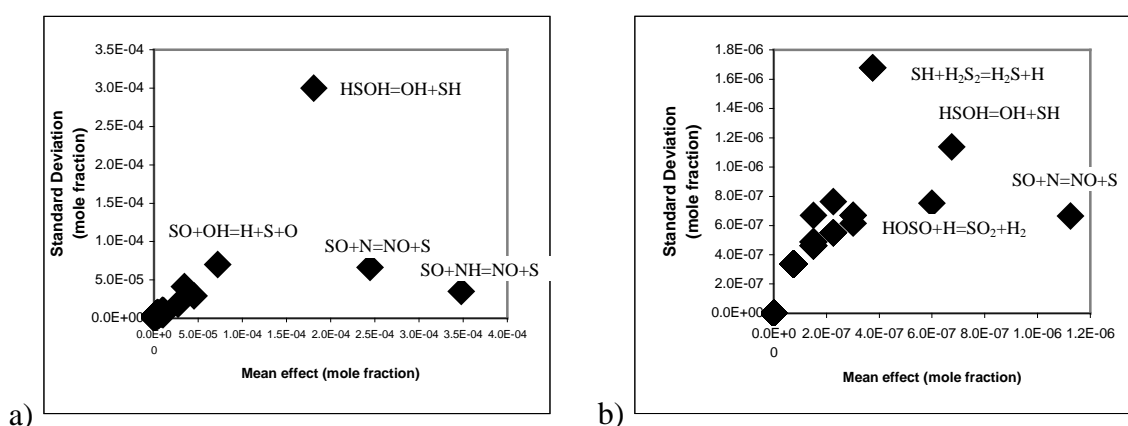 3.5E-04
3.0E-04
2.5E-04
2.0E-04
1.5E-04
1.0E-04
5.0E-05
0.0E+00
Standard Deviation
(mole fraction)
HSOH=OH+SH
SO+OH=H+S+O
SO+N=NO+S
SO+NH=NO+S
0.0E+0
0
5.0E-05
1.0E-04
1.5E-04
2.0E-04
2.5E-04
3.0E-04
3.5E-04
4.0E-04
Mean effect (mole fraction)
a)
1.8E-06
1.6E-06
1.4E-06
1.2E-06
1.0E-06
8.0E-07
6.0E-07
4.0E-07
2.0E-07
0.0E+00
Standard Deviation
(mole fraction)
SH+H₂S₂=H₂S+H
HSOH=OH+SH
SO+N=NO+S
HOSO+H=SO₂+H₂
0.0E+0
0
2.0E-07
4.0E-07
6.0E-07
8.0E-07
1.0E-06
1.2E-06
Mean effect (mole fraction)
b)